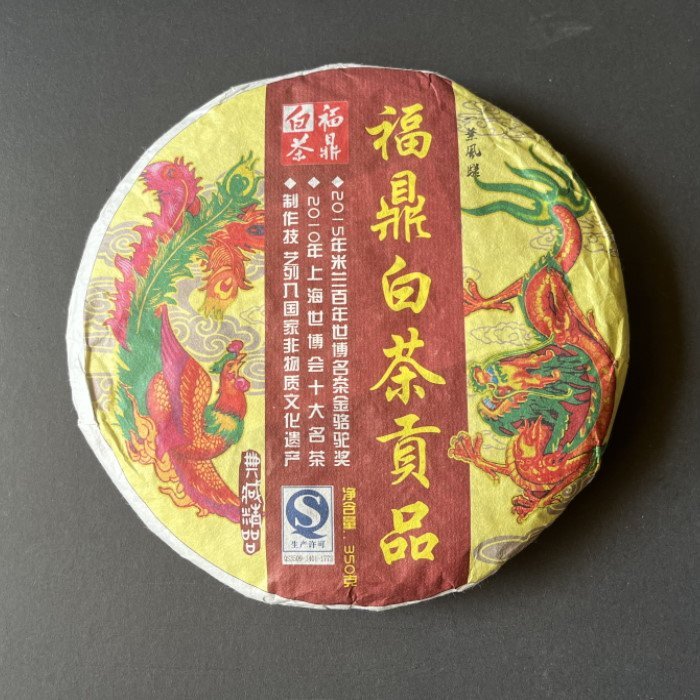 福鼎白茶贡品
福鼎
白茶
◆2015年米兰百年世博名茶金骆驼奖
◆2010年上海世博会十大名茶
◆制作技艺列入国家非物质文化遗产
净含量:350克
S
生产许可